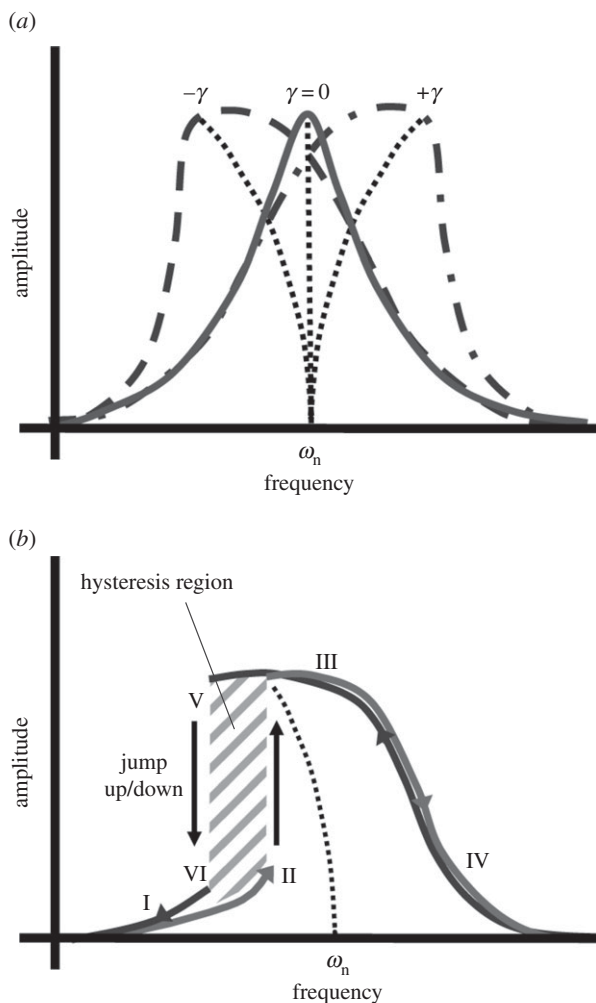 (a)
–γ
γ = 0
+γ
amplitude
ωn
frequency
(b)
hysteresis region
III
V
jump
up/down
amplitude
IV
VI
II
I
ωn
frequency